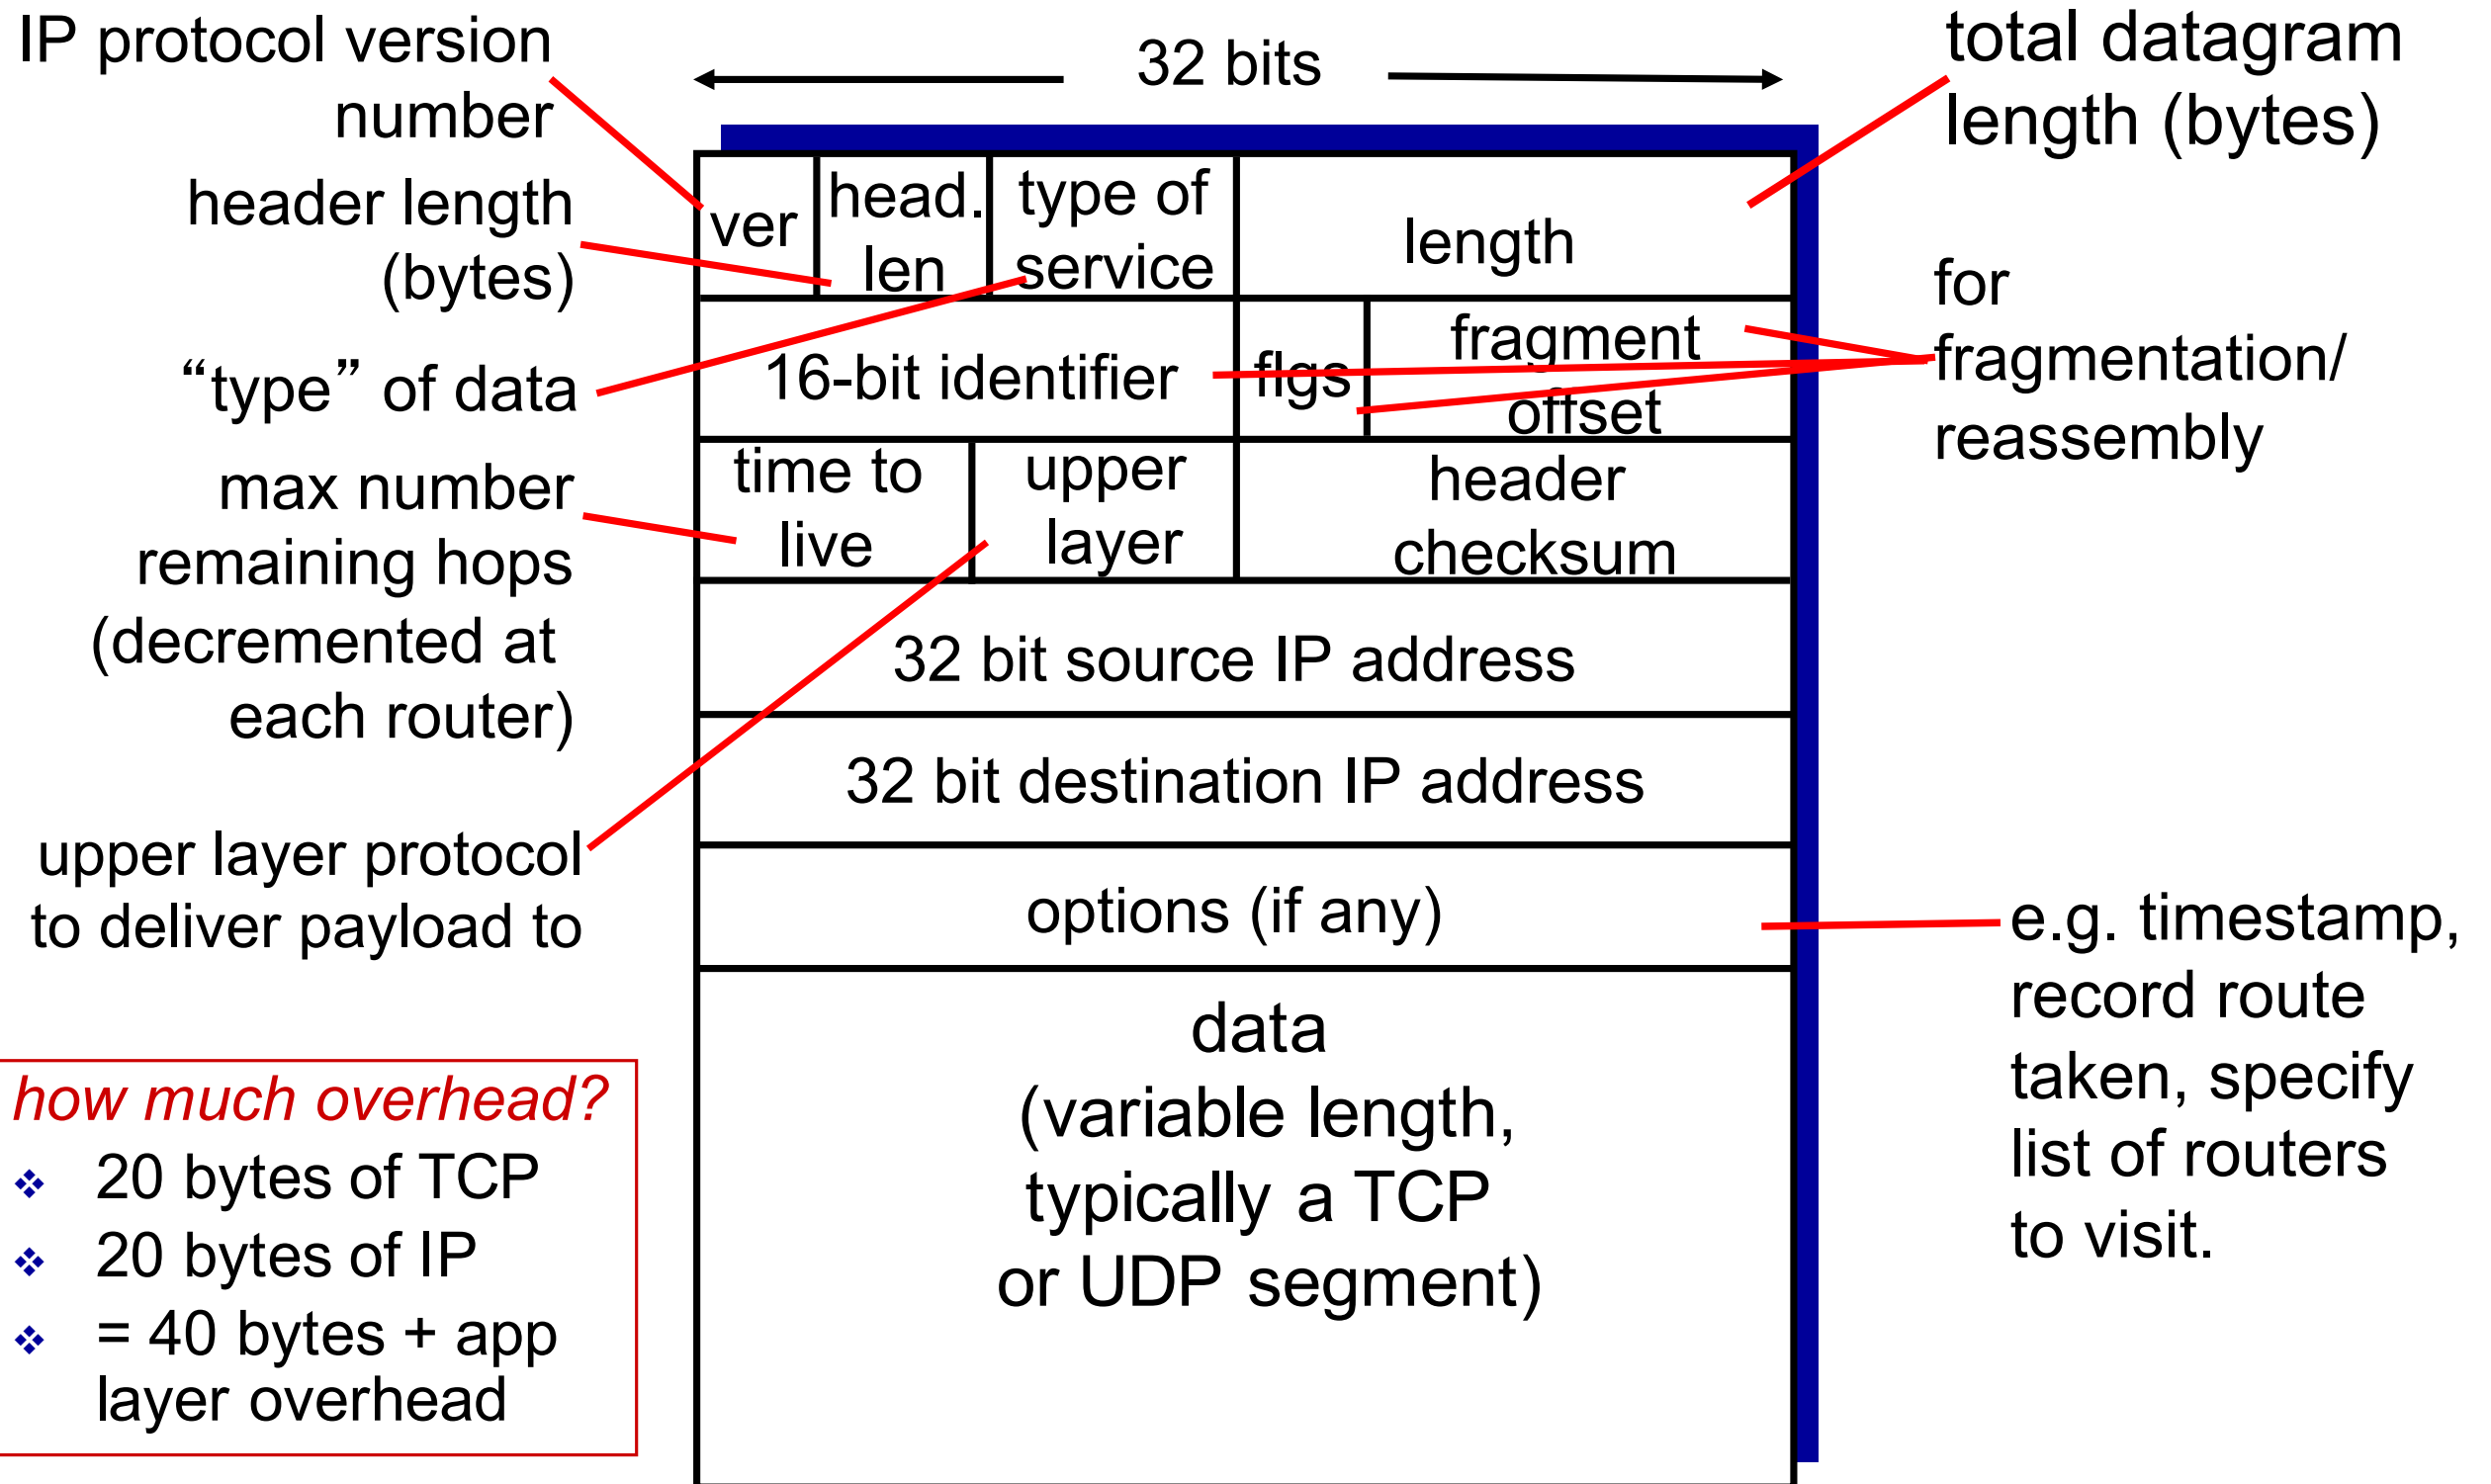 IP protocol version
number
header length
(bytes)
“type” of data
max number
remaining hops
(decremented at
each router)
upper layer protocol
to deliver payload to
how much overhead?
20 bytes of TCP
20 bytes of IP
= 40 bytes + app
layer overhead
32 bits
ver
head.
len
type of
service
length
16-bit identifier
flgs
fragment
offset
time to
live
upper
layer
header
checksum
32 bit source IP address
32 bit destination IP address
options (if any)
data
(variable length,
typically a TCP
or UDP segment)
total datagram
length (bytes)
for
fragmentation/
reassembly
e.g. timestamp,
record route
taken, specify
list of routers
to visit.